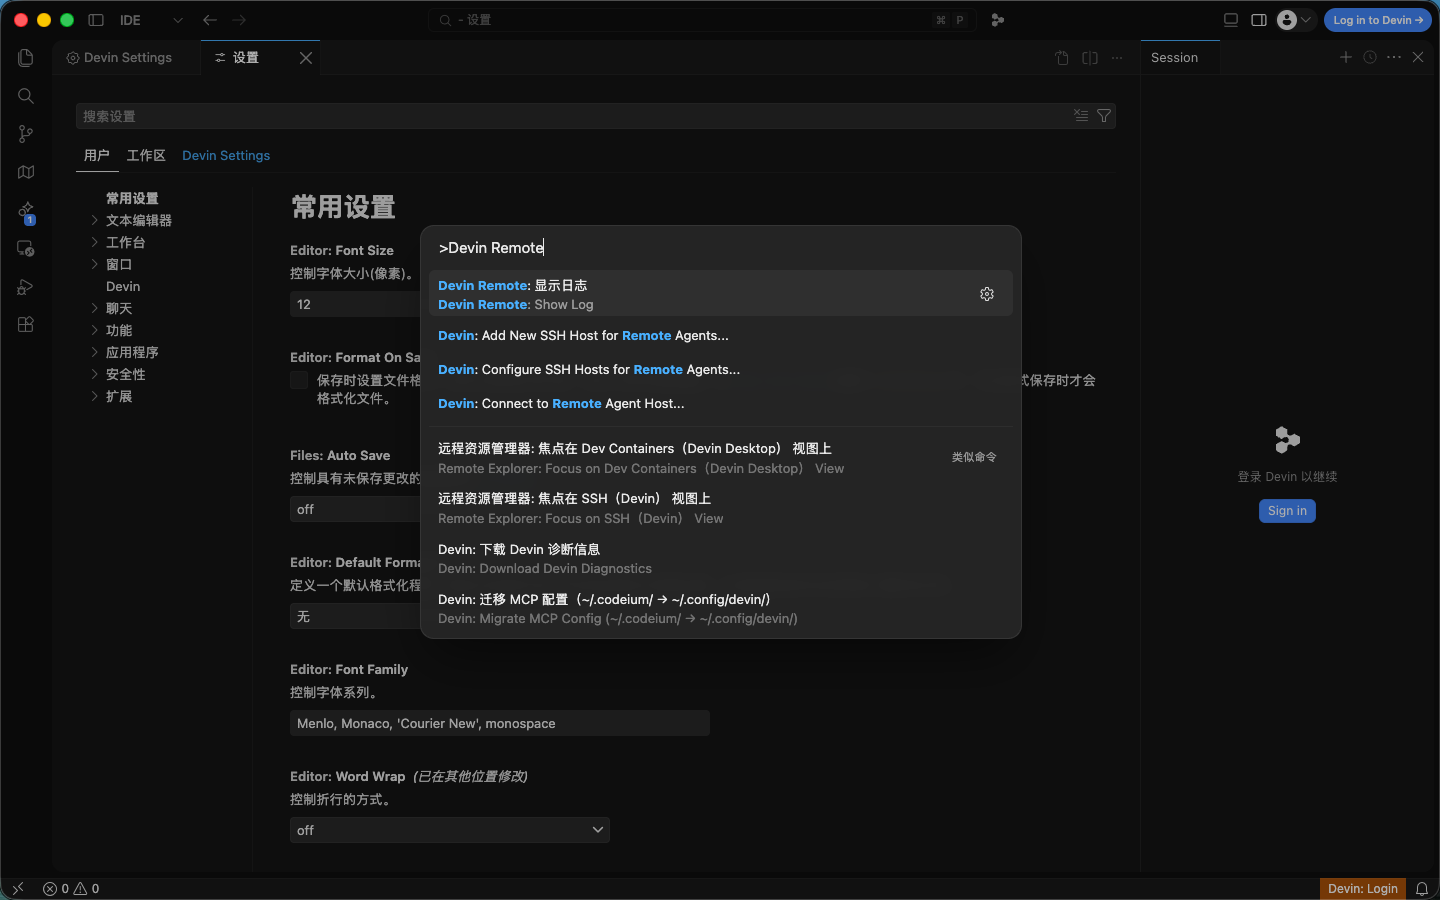 IDE
- 设置
⌘ P
Log in to Devin →
Devin Settings
设置
Session
搜索设置
用户
工作区
Devin Settings
常用设置
文本编辑器
工作台
窗口
Devin
聊天
功能
应用程序
安全性
扩展
1
常用设置
Editor: Font Size
控制字体大小(像素)。
12
Editor: Format On Sa
保存时设置文件格
式保存时才会
格式化文件。
Files: Auto Save
控制具有未保存更改的
off
Editor: Default Forma
定义一个默认格式化程
无
Editor: Font Family
控制字体系列。
Menlo, Monaco, 'Courier New', monospace
Editor: Word Wrap (已在其他位置修改)
控制折行的方式。
off
>Devin Remote
Devin Remote: 显示日志
Devin Remote: Show Log
Devin: Add New SSH Host for Remote Agents...
Devin: Configure SSH Hosts for Remote Agents...
Devin: Connect to Remote Agent Host...
远程资源管理器: 焦点在 Dev Containers（Devin Desktop） 视图上
类似命令
Remote Explorer: Focus on Dev Containers（Devin Desktop） View
远程资源管理器: 焦点在 SSH（Devin） 视图上
Remote Explorer: Focus on SSH（Devin） View
Devin: 下载 Devin 诊断信息
Devin: Download Devin Diagnostics
Devin: 迁移 MCP 配置（~/.codeium/ → ~/.config/devin/)
Devin: Migrate MCP Config (~/.codeium/ → ~/.config/devin/)
登录 Devin 以继续
Sign in
0 0
Devin: Login